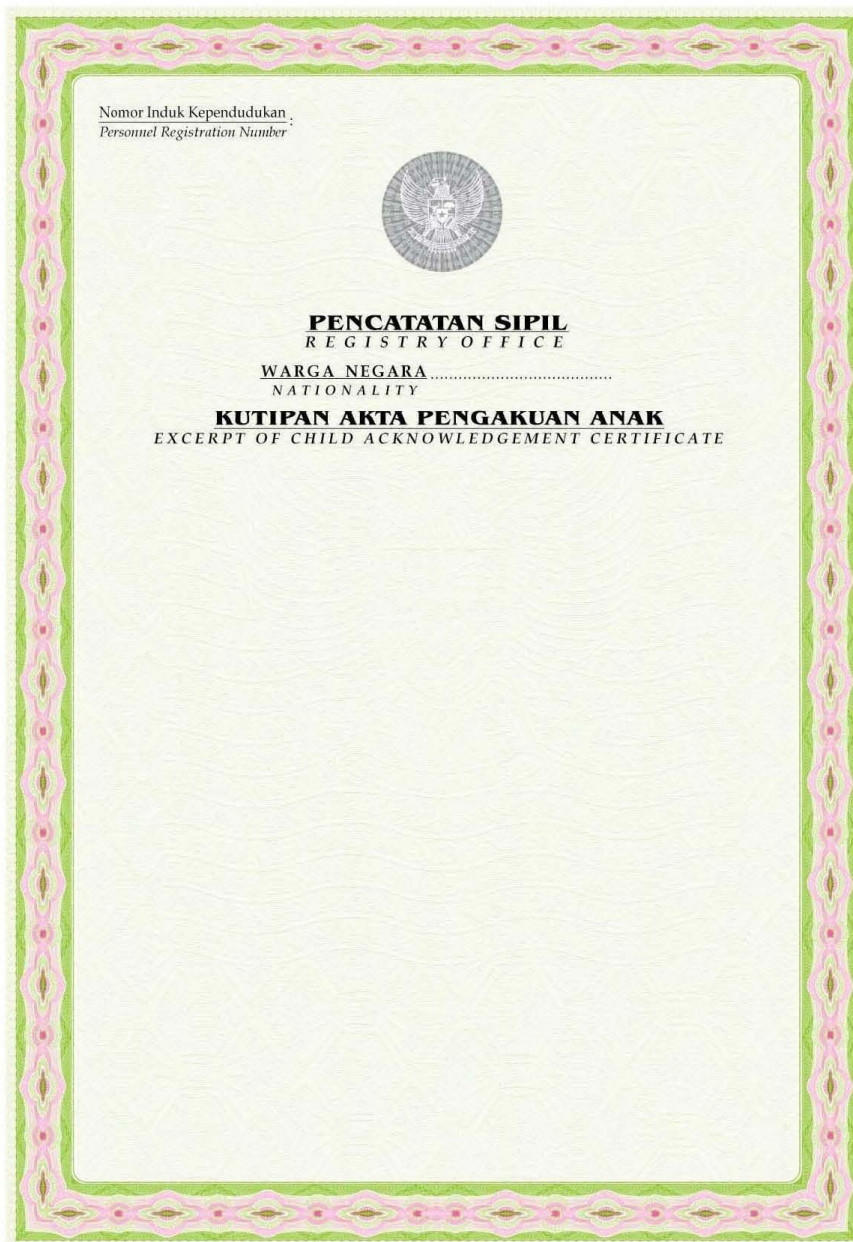 Nomor Induk Kependudukan :
Personnel Registration Number
PENCATATAN SIPIL
REGISTRY OFFICE
WARGA NEGARA .......................................
NATIONALITY
KUTIPAN AKTA PENGAKUAN ANAK
EXCERPT OF CHILD ACKNOWLEDGEMENT CERTIFICATE